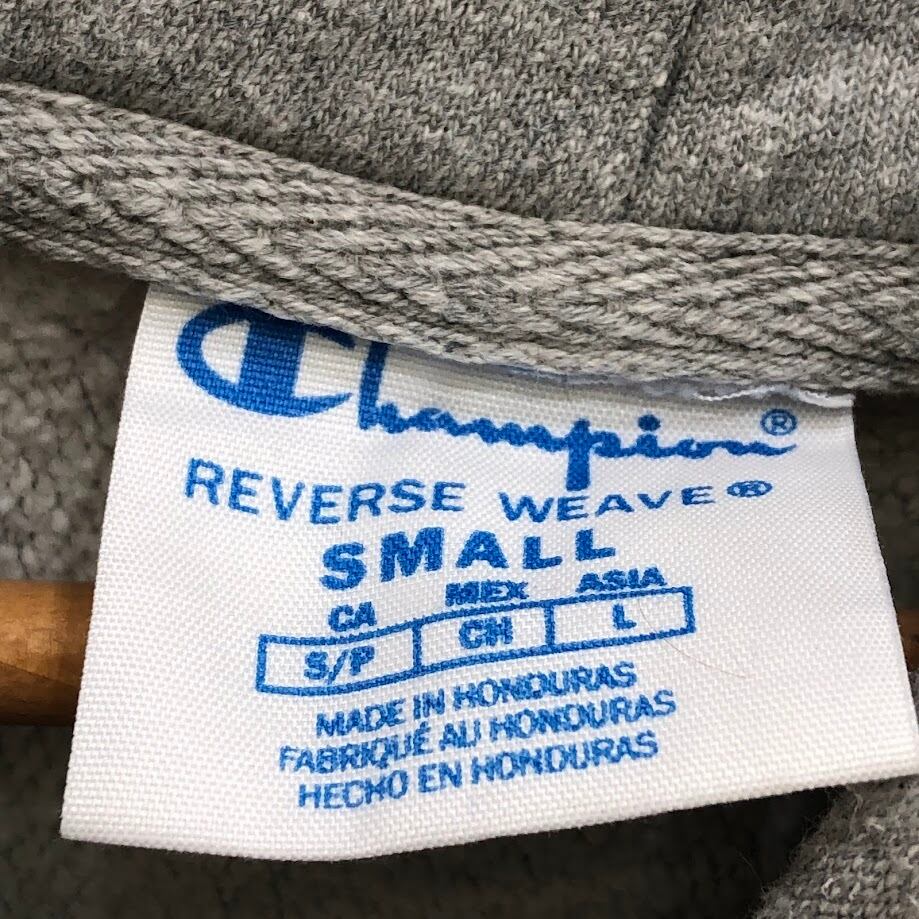 Champion®
REVERSE WEAVE®
SMALL
CA MEX ASIA
S/P CH L
MADE IN HONDURAS
FABRIQUÉ AU HONDURAS
HECHO EN HONDURAS